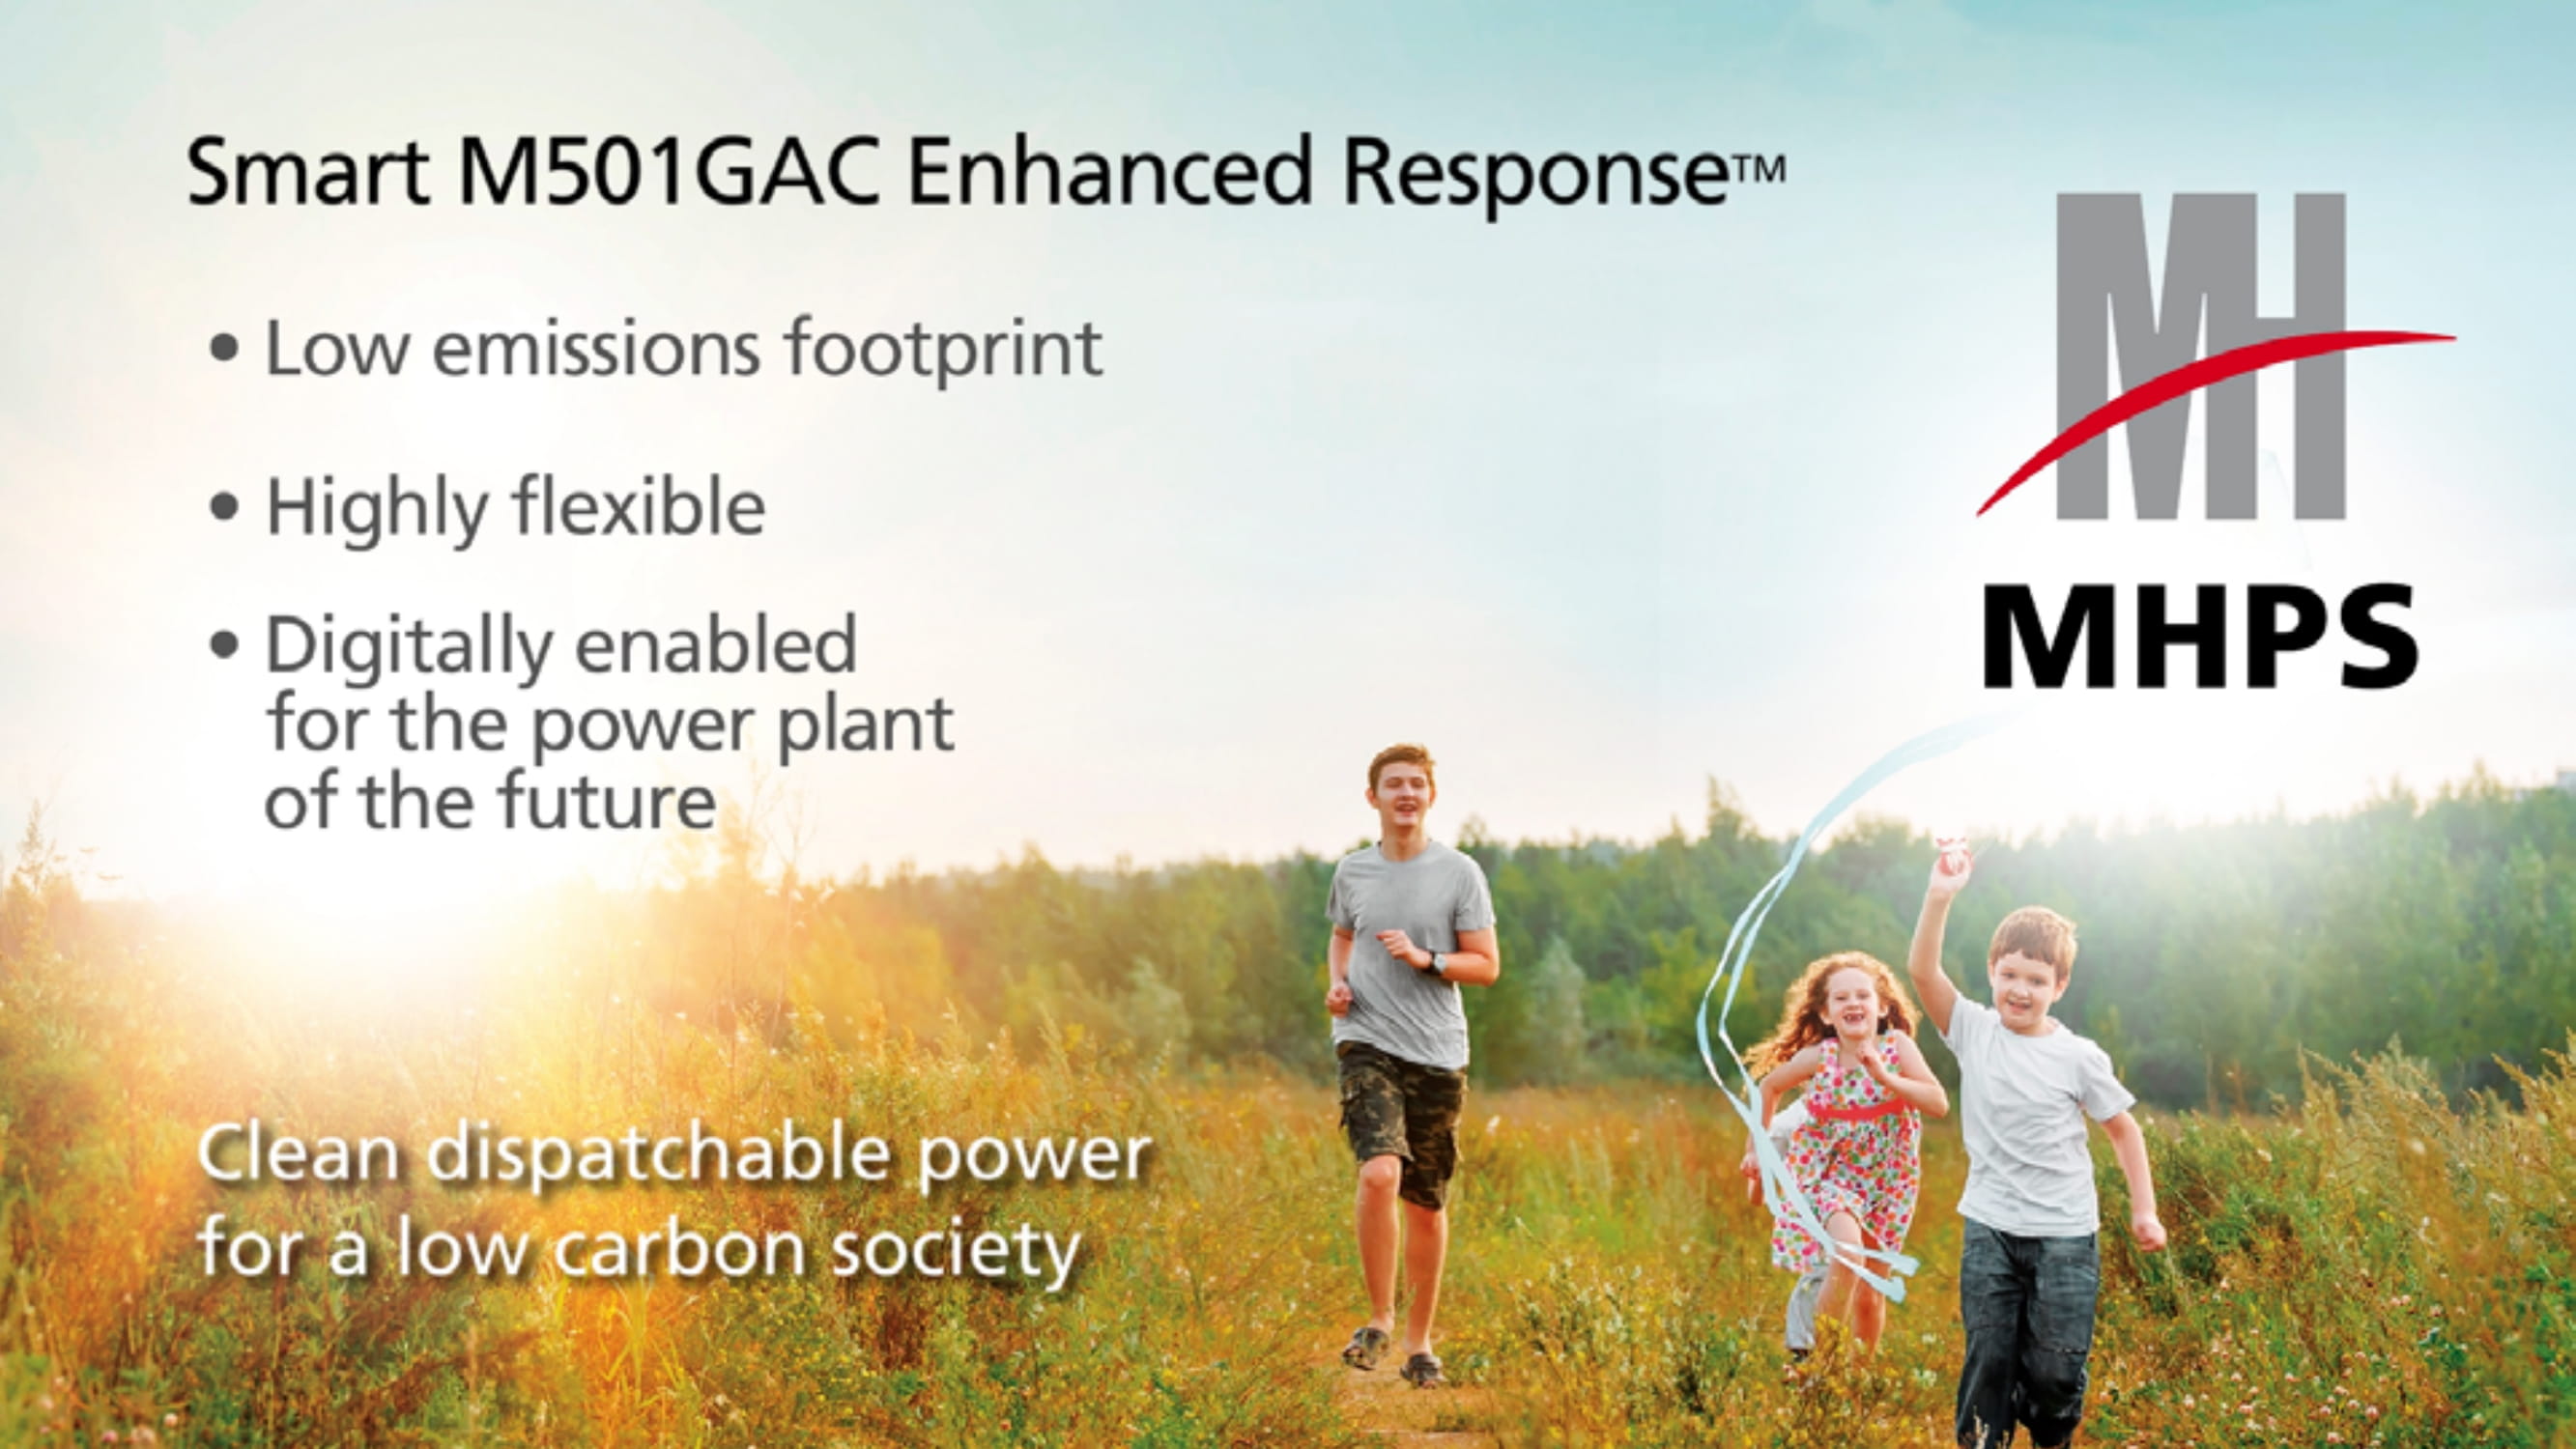 Smart M501GAC Enhanced Response™
• Low emissions footprint
• Highly flexible
• Digitally enabled
for the power plant
of the future
Clean dispatchable power
for a low carbon society
MH
MHPS